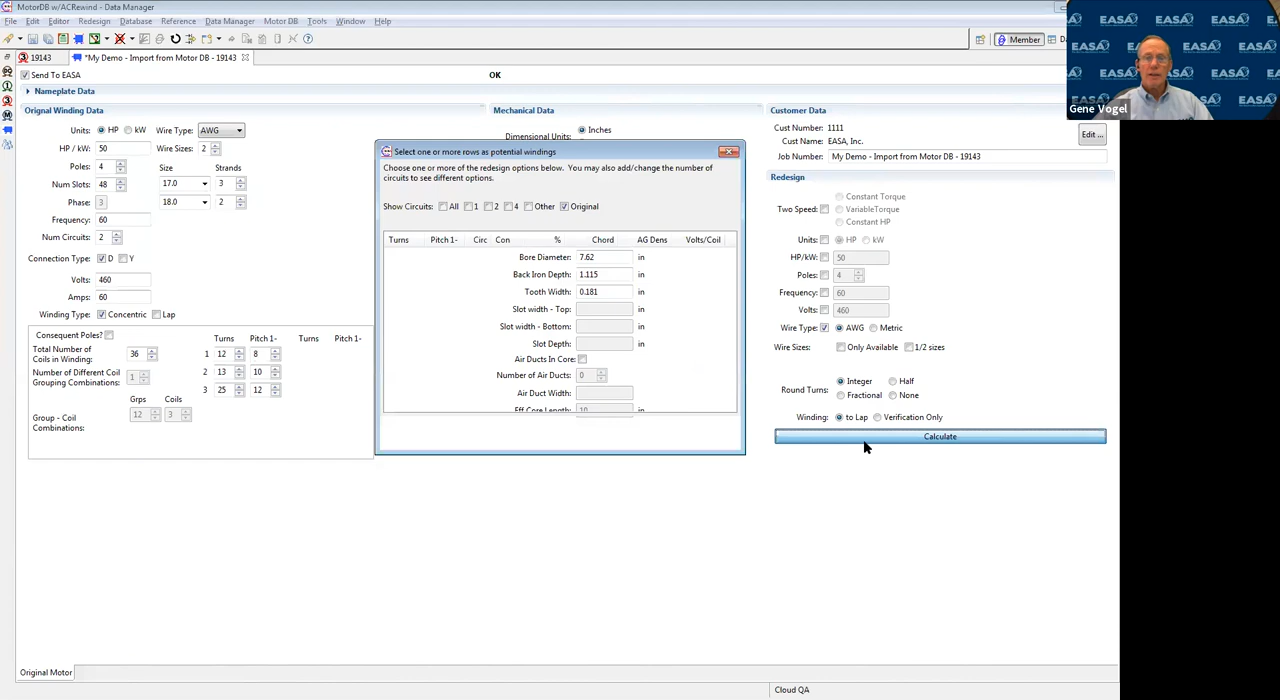 MotorDB w/ACRewind - Data Manager
File Edit Editor Redesign Database Reference Data Manager Motor DB Tools Window Help
Member
19143
*My Demo - Import from Motor DB - 19143
Send To EASA
OK
Nameplate Data
Orignal Winding Data
Units: HP kW Wire Type: AWG
HP / kW: 50 Wire Sizes: 2
Poles: 4 Size Strands
Num Slots: 48 17.0 3
Phase: 3 18.0 2
Frequency: 60
Num Circuits: 2
Connection Type: D Y
Volts: 460
Amps: 60
Winding Type: Concentric Lap
Consequent Poles?
Turns Pitch 1- Turns Pitch 1-
Total Number of
Coils in Winding: 36
1 12 8
Number of Different Coil
Grouping Combinations: 1
2 13 10
3 25 12
Grps Coils
12 3
Group - Coil
Combinations:
Mechanical Data
Dimensional Units: Inches
Select one or more rows as potential windings
Choose one or more of the redesign options below. You may also add/change the number of
circuits to see different options.
Show Circuits: All 1 2 4 Other Original
Turns Pitch 1- Circ Con % Chord AG Dens Volts/Coil
Bore Diameter: 7.62 in
Back Iron Depth: 1.115 in
Tooth Width: 0.181 in
Slot width - Top: in
Slot width - Bottom: in
Slot Depth: in
Air Ducts In Core:
Number of Air Ducts: 0
Air Duct Width: in
Eff Core Length: 10 in
Customer Data
Cust Number: 1111
Cust Name: EASA, Inc.
Edit ...
Job Number: My Demo - Import from Motor DB - 19143
Redesign
Constant Torque
Two Speed: VariableTorque
Constant HP
Units: HP kW
HP/kW: 50
Poles: 4
Frequency: 60
Volts: 460
Wire Type: AWG Metric
Wire Sizes: Only Available 1/2 sizes
Round Turns: Integer Half
Fractional None
Winding: to Lap Verification Only
Calculate
Original Motor
Cloud QA
EASA EASA EASA
EASA EASA
EASA EASA
EASA
Gene Vogel